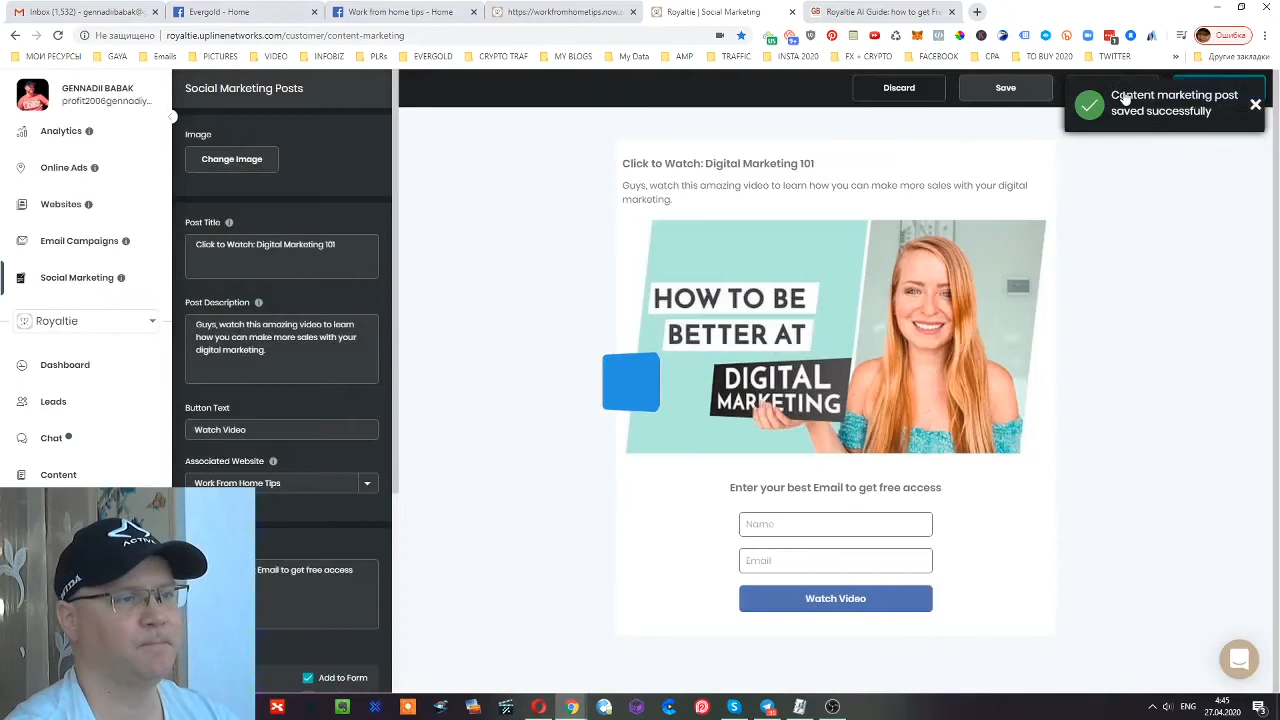 Inbox (1,532) - profit2006
Evergold - Home
Work from home tips - Home
https://workfromhometips.now.s
Royaltie | Social Marketing
Royaltie AI Guide: how to get Fr
Не защищено
royaltie.uplinenetworks.com/customer/content-marketing
Ошибка
МОИ РЕСУРСЫ
GAYA
Emails
PICTURES
VIDEO
INFOBIZ
PLRs
EVERGOLD
CRYPTO TRAF
MY BLOGS
My Data
AMP
TRAFFIC
INSTA 2020
FX + CRYPTO
FACEBOOK
CPA
TO BUY 2020
TWITTER
Другие закладки
GENNADII BABAK
profit2006gennadiy...
Analytics
Online Ads
Websites
Email Campaigns
Social Marketing
Royaltie
Dashboard
Leads
Chat
Content
Social Marketing Posts
Image
Change Image
Post Title
Click to Watch: Digital Marketing 101
Post Description
Guys, watch this amazing video to learn
how you can make more sales with your
digital marketing.
Button Text
Watch Video
Associated Website
Work From Home Tips
Email to get free access
Add to Form
Discard
Save
Content marketing post
saved successfully
Click to Watch: Digital Marketing 101
Guys, watch this amazing video to learn how you can make more sales with your digital
marketing.
HOW TO BE
BETTER AT
DIGITAL
MARKETING
Enter your best Email to get free access
Name
Email
Watch Video
ACTIVE
ENG
4:45
27.04.2020